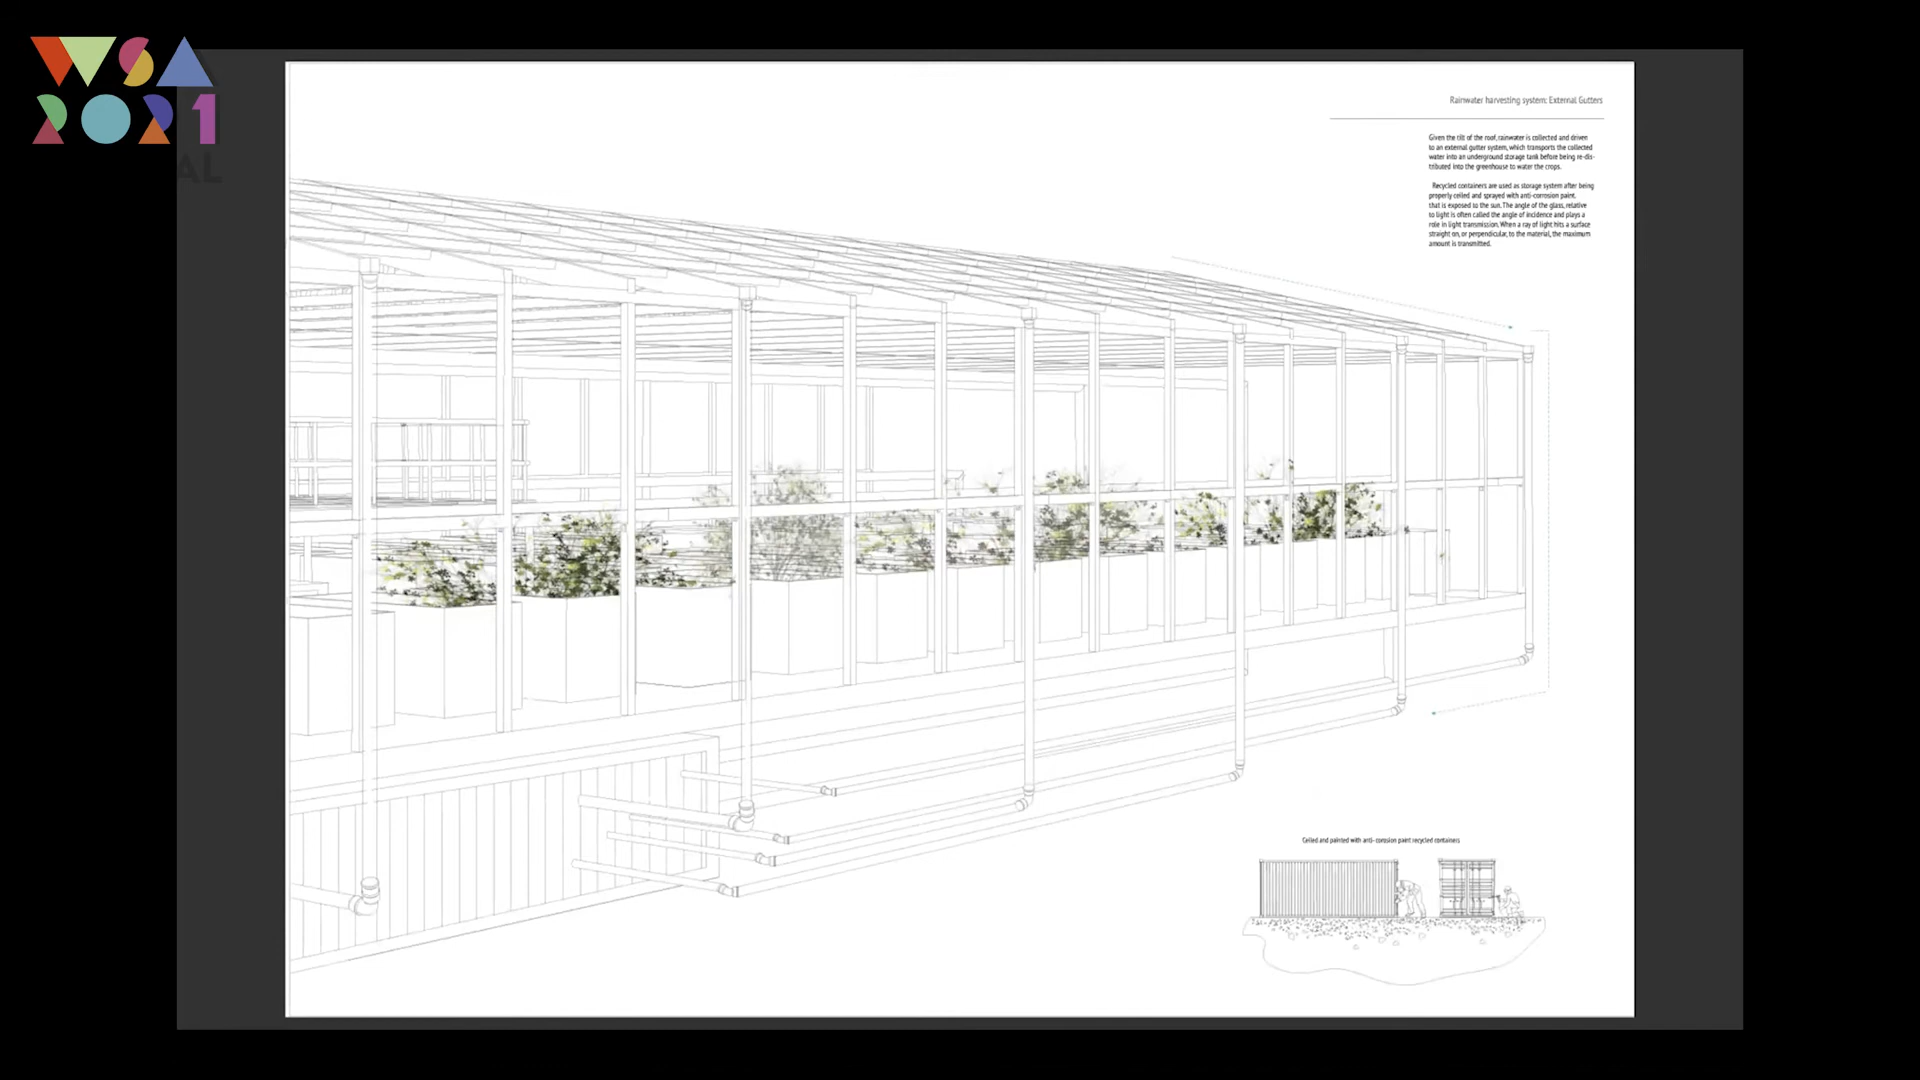 WSA
2021
AL
Rainwater harvesting system: External Gutters
Given the tilt of the roof, rainwater is collected and driven
to an external gutter system, which transports the collected
water into an underground storage tank before being re-dis-
tributed into the greenhouse to water the crops.
Recycled containers are used as storage system after being
properly ceiled and sprayed with anti-corrosion paint.
that is exposed to the sun. The angle of the glass, relative
to light is often called the angle of incidence and plays a
role in light transmission. When a ray of light hits a surface
straight on, or perpendicular, to the material, the maximum
amount is transmitted.
Ceiled and painted with anti- corrosion paint recycled containers